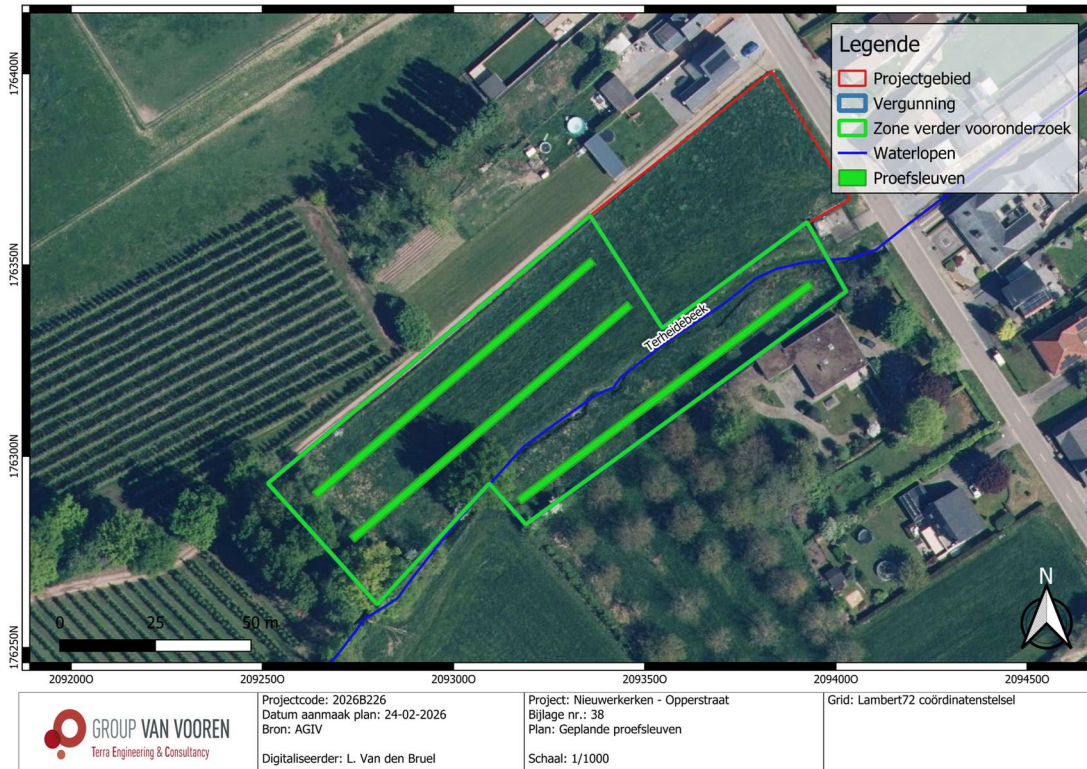 Legende
Projectgebied
Vergunning
Zone verder vooronderzoek
Waterlopen
Proefsleuven
176400N
176350N
176300N
176250N
Terheidebeek
N
0 25 50 m
209200O 209250O 209300O 209350O 209400O 209450O
GROUP VAN VOOREN
Terra Engineering & Consultancy
Projectcode: 2026B226
Datum aanmaak plan: 24-02-2026
Bron: AGIV
Digitaliseerder: L. Van den Bruel
Project: Nieuwerkerken - Opperstraat
Bijlage nr.: 38
Plan: Geplande proefsleuven
Schaal: 1/1000
Grid: Lambert72 coördinatenstelsel